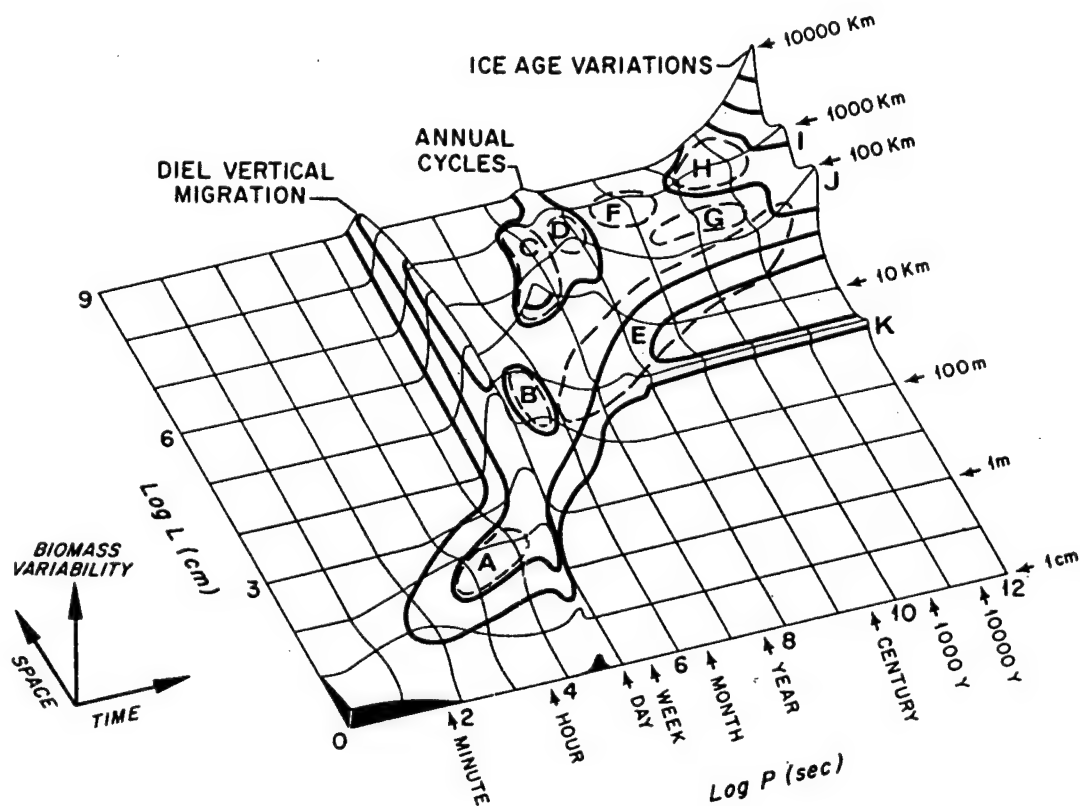 10000 Km
ICE AGE VARIATIONS
1000 Km
I
ANNUAL
CYCLES
100 Km
DIEL VERTICAL
MIGRATION
H
J
F
G
D
C
9
10 Km
E
K
B
100m
6
1m
Log L (cm)
A
3
1cm
BIOMASS
VARIABILITY
SPACE
TIME
0
2
4
6
8
10
12
MINUTE
HOUR
DAY
WEEK
MONTH
YEAR
CENTURY
1000 Y
10000 Y
Log P (sec)